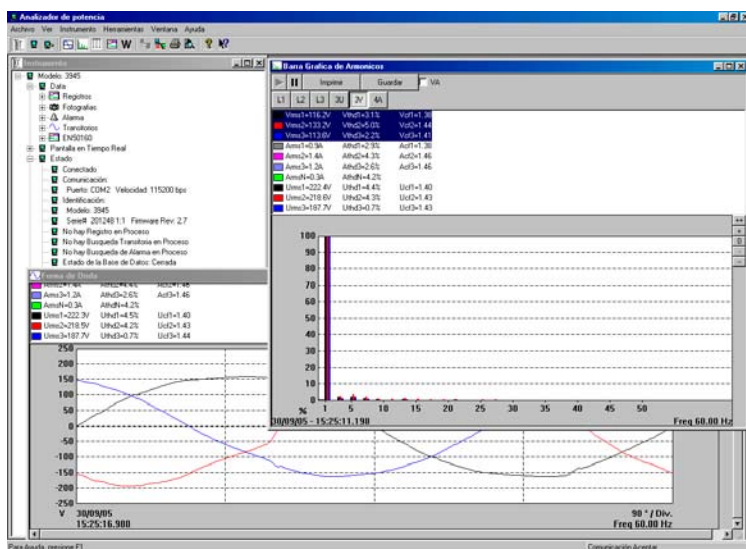 Analizador de potencia
Archivo Ver Instrumento Herramientas Ventana Ayuda
Instrumento
Modelo: 3945
Data
Registros
Fotografias
Alarma
Transitorios
EN50160
Pantalla en Tiempo Real
Estado
Conectado
Comunicación:
Puerto: COM2 Velocidad: 115200 bps
Identificación:
Modelo: 3945
Serie# 201248 1:1 Firmware Rev: 2.7
No hay Registro en Proceso
No hay Busqueda Transitoria en Proceso
No hay Busqueda de Alarma en Proceso
Estado de la Base de Datos: Cerrada
Barra Grafica de Armonicos
Imprimir Guardar VA
L1 L2 L3 3U 3V 4A
Vrms1=116.2V Vthd1=3.1% Vcf1=1.38
Vrms2=133.2V Vthd2=5.0% Vcf2=1.44
Vrms3=113.6V Vthd3=2.2% Vcf3=1.41
Arms1=0.9A Athd1=2.9% Acf1=1.38
Arms2=1.4A Athd2=4.3% Acf2=1.46
Arms3=1.2A Athd3=2.6% Acf3=1.46
ArmsN=0.3A AthdN=4.2%
Urms1=222.4V Uthd1=4.4% Ucf1=1.40
Urms2=218.6V Uthd2=4.3% Ucf2=1.43
Urms3=187.7V Uthd3=0.7% Ucf3=1.43
100
90
80
70
60
50
40
30
20
10
0
% 1 5 10 15 20 25 30 35 40 45 50
30/09/05 - 15:25:11.190 Freq 60.00 Hz
Forma de Onda
Arms2=1.4A Athd2=4.4% Acf2=1.46
Arms3=1.2A Athd3=2.6% Acf3=1.46
ArmsN=0.3A AthdN=4.2%
Urms1=222.3V Uthd1=4.5% Ucf1=1.40
Urms2=218.5V Uthd2=4.2% Ucf2=1.43
Urms3=187.7V Uthd3=0.7% Ucf3=1.44
250
200
150
100
50
0
-50
-100
-150
-200
-250
V 30/09/05 90 ° / Div.
15:25:16.980 Freq 60.00 Hz
Para Ayuda, presione F1 Comunicación Aceptar